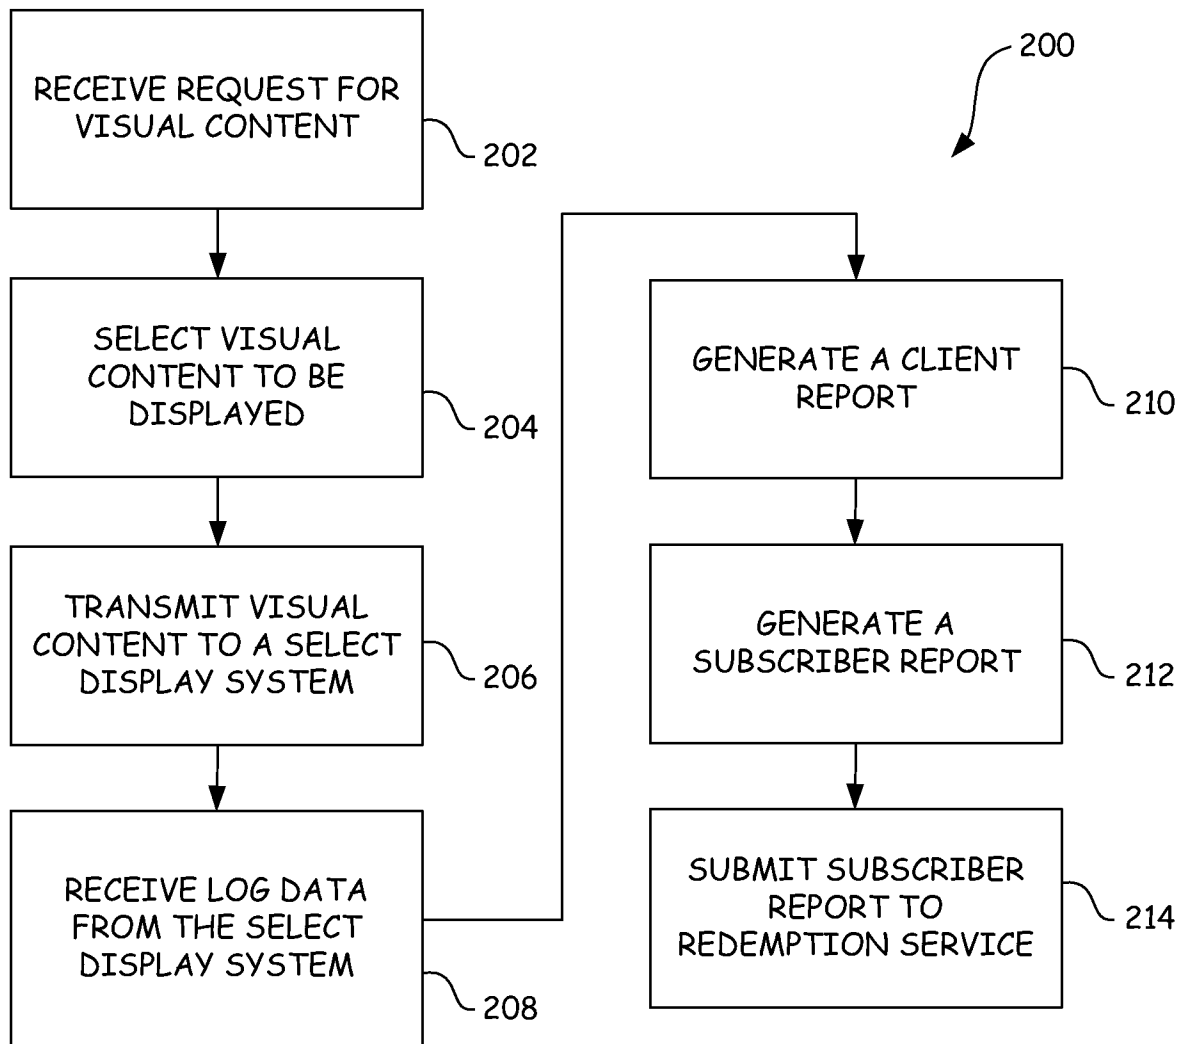 RECEIVE REQUEST FOR
VISUAL CONTENT
202
SELECT VISUAL
CONTENT TO BE
DISPLAYED
204
TRANSMIT VISUAL
CONTENT TO A SELECT
DISPLAY SYSTEM
206
RECEIVE LOG DATA
FROM THE SELECT
DISPLAY SYSTEM
208
200
GENERATE A CLIENT
REPORT
210
GENERATE A
SUBSCRIBER REPORT
212
SUBMIT SUBSCRIBER
REPORT TO
REDEMPTION SERVICE
214